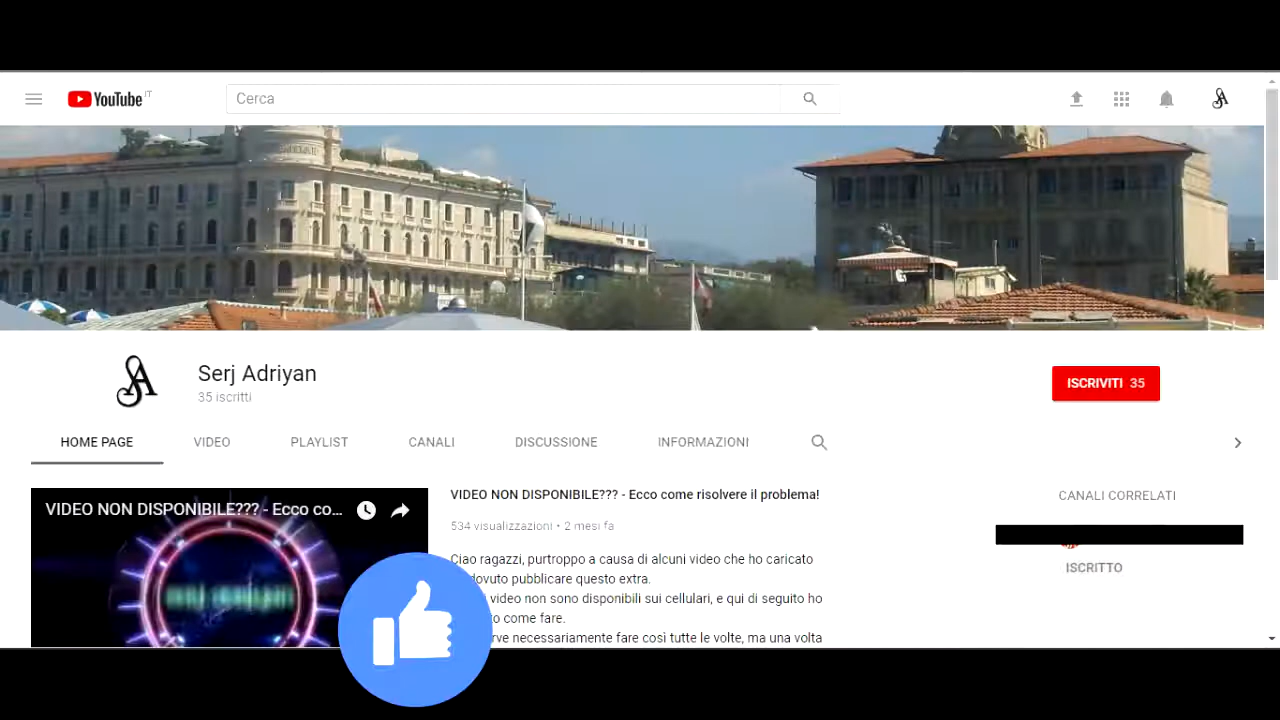 YouTube IT
Cerca
Serj Adriyan
35 iscritti
ISCRIVITI 35
HOME PAGE
VIDEO
PLAYLIST
CANALI
DISCUSSIONE
INFORMAZIONI
VIDEO NON DISPONIBILE??? - Ecco co...
VIDEO NON DISPONIBILE??? - Ecco come risolvere il problema!
534 visualizzazioni • 2 mesi fa
Ciao ragazzi, purtroppo a causa di alcuni video che ho caricato
dovuto pubblicare questo extra.
video non sono disponibili sui cellulari, e qui di seguito ho
come fare.
necessariamente fare così tutte le volte, ma una volta
CANALI CORRELATI
ISCRITTO